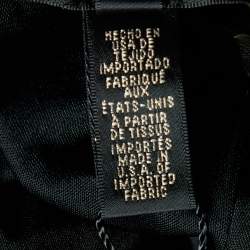 HECHO EN
USA DE
TEJIDO
IMPORTADO
FABRIQUÉ
AUX
ÉTATS-UNIS
À PARTIR
DE TISSUS
IMPORTÉS
MADE IN
U.S.A. OF
IMPORTED
FABRIC